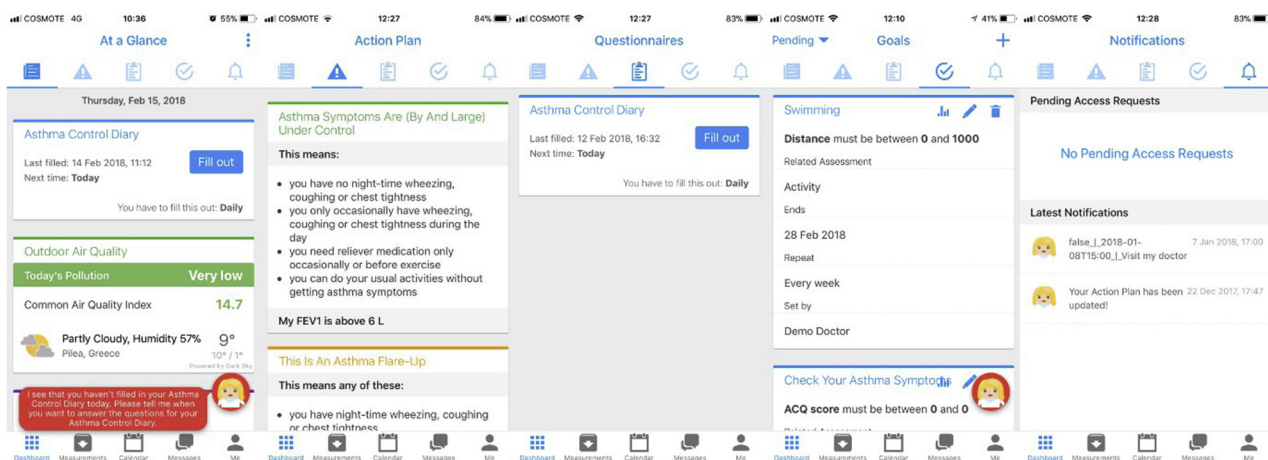 COSMOTE 4G 10:36 55%
At a Glance
Thursday, Feb 15, 2018
Asthma Control Diary
Last filled: 14 Feb 2018, 11:12
Next time: Today
Fill out
You have to fill this out: Daily
Outdoor Air Quality
Today's Pollution Very low
Common Air Quality Index 14.7
Partly Cloudy, Humidity 57% 9°
Pilea, Greece 10° / 1°
Powered by Dark Sky
I see that you haven't filled in your Asthma
Control Diary today. Please tell me when
you want to answer the questions for your
Asthma Control Diary.
Dashboard Measurements Calendar Messages Me
COSMOTE 12:27 84%
Action Plan
Asthma Symptoms Are (By And Large)
Under Control
This means:
• you have no night-time wheezing,
coughing or chest tightness
• you only occasionally have wheezing,
coughing or chest tightness during the
day
• you need reliever medication only
occasionally or before exercise
• you can do your usual activities without
getting asthma symptoms
My FEV1 is above 6 L
This Is An Asthma Flare-Up
This means any of these:
• you have night-time wheezing, coughing
or chest tightness
Dashboard Measurements Calendar Messages Me
COSMOTE 12:27 83%
Questionnaires
Asthma Control Diary
Last filled: 12 Feb 2018, 16:32
Next time: Today
Fill out
You have to fill this out: Daily
Dashboard Measurements Calendar Messages Me
COSMOTE 12:10 41%
Pending Goals +
Swimming
Distance must be between 0 and 1000
Related Assessment
Activity
Ends
28 Feb 2018
Repeat
Every week
Set by
Demo Doctor
Check Your Asthma Symptoms
ACQ score must be between 0 and 0
Related Assessment
Dashboard Measurements Calendar Messages Me
COSMOTE 12:28 83%
Notifications
Pending Access Requests
No Pending Access Requests
Latest Notifications
false_|_2018-01-
08T15:00_|_Visit my doctor
7 Jan 2018, 17:00
Your Action Plan has been
updated!
22 Dec 2017, 17:47
Dashboard Measurements Calendar Messages Me